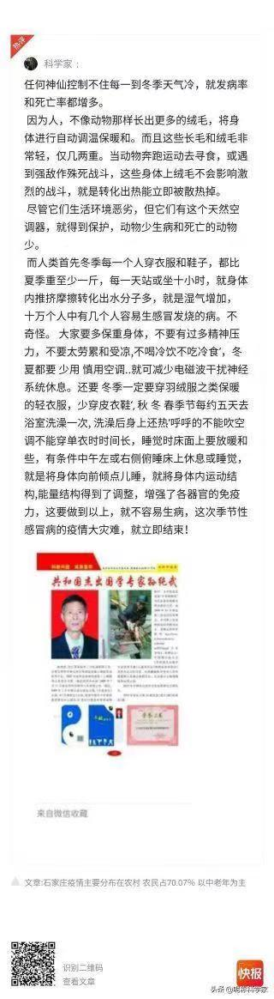 热评
科学家：
任何神仙控制不住每一到冬季天气冷，就发病率
和死亡率都增多。
因为人，不像动物那样长出更多的绒毛，将身
体进行自动调温保暖和。而且这些长毛和绒毛非
常轻，仅几两重。当动物奔跑运动去寻食，或遇
到强敌作殊死战斗，这些身上绒毛不会影响激
烈的战斗，就是转化出热能立即被散热掉。
尽管它们生活环境恶劣，但它们有这个天然空
调器，就得到保护，动物少生病和死亡的动物
少。
而人类首先冬季每一个人穿衣服和鞋子，都比
夏季重至少一斤，每一天站或坐十小时，就身体
内推挤摩擦转化出水分子多，就是湿气增加，
十万个人中有几个人容易生感冒发烧的病。不
奇怪。 大家要多保重身体，不要有过多精神压
力，不要太劳累和受凉,不喝冷饮不吃冷食‘，冬
夏都要 少用 慎用空调..就可减少电磁波干扰神经
系统休息。还要 冬季一定要穿羽绒服之类保暖
的轻衣服，少穿皮衣鞋‘, 秋 冬 春季节每约五天去
浴室洗澡一次, 洗澡后身上还热‘呼呼的不能吹空
调不能穿单衣时时间长，睡觉时床面上要放暖和
些，有条件中午左或右侧俯睡床上休息或睡觉，
就是将身体向前倾点儿睡，就将身体内运动结
构,能量结构得到了调整，增强了各器官的免疫
力，这要做到以上，就不容易生病，这次季节性
感冒病的疫情大灾难，就立即结束！
共和国杰出国学专家孙纯武
来自微信收藏
文章:石家庄疫情主要分布在农村 农民占70.07% 以中老年为主
识别二维码
查看文章
快报
头条 @昵称科学家